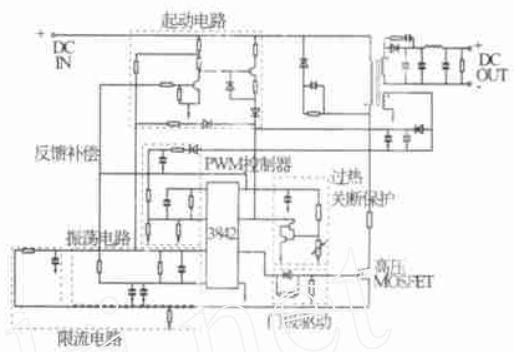 起动电路
+
DC
IN
+
DC
OUT
-
反馈补偿
PWM控制器
过热
关断保护
振荡电路
3842
高压
MOSFET
门极驱动
限流电路